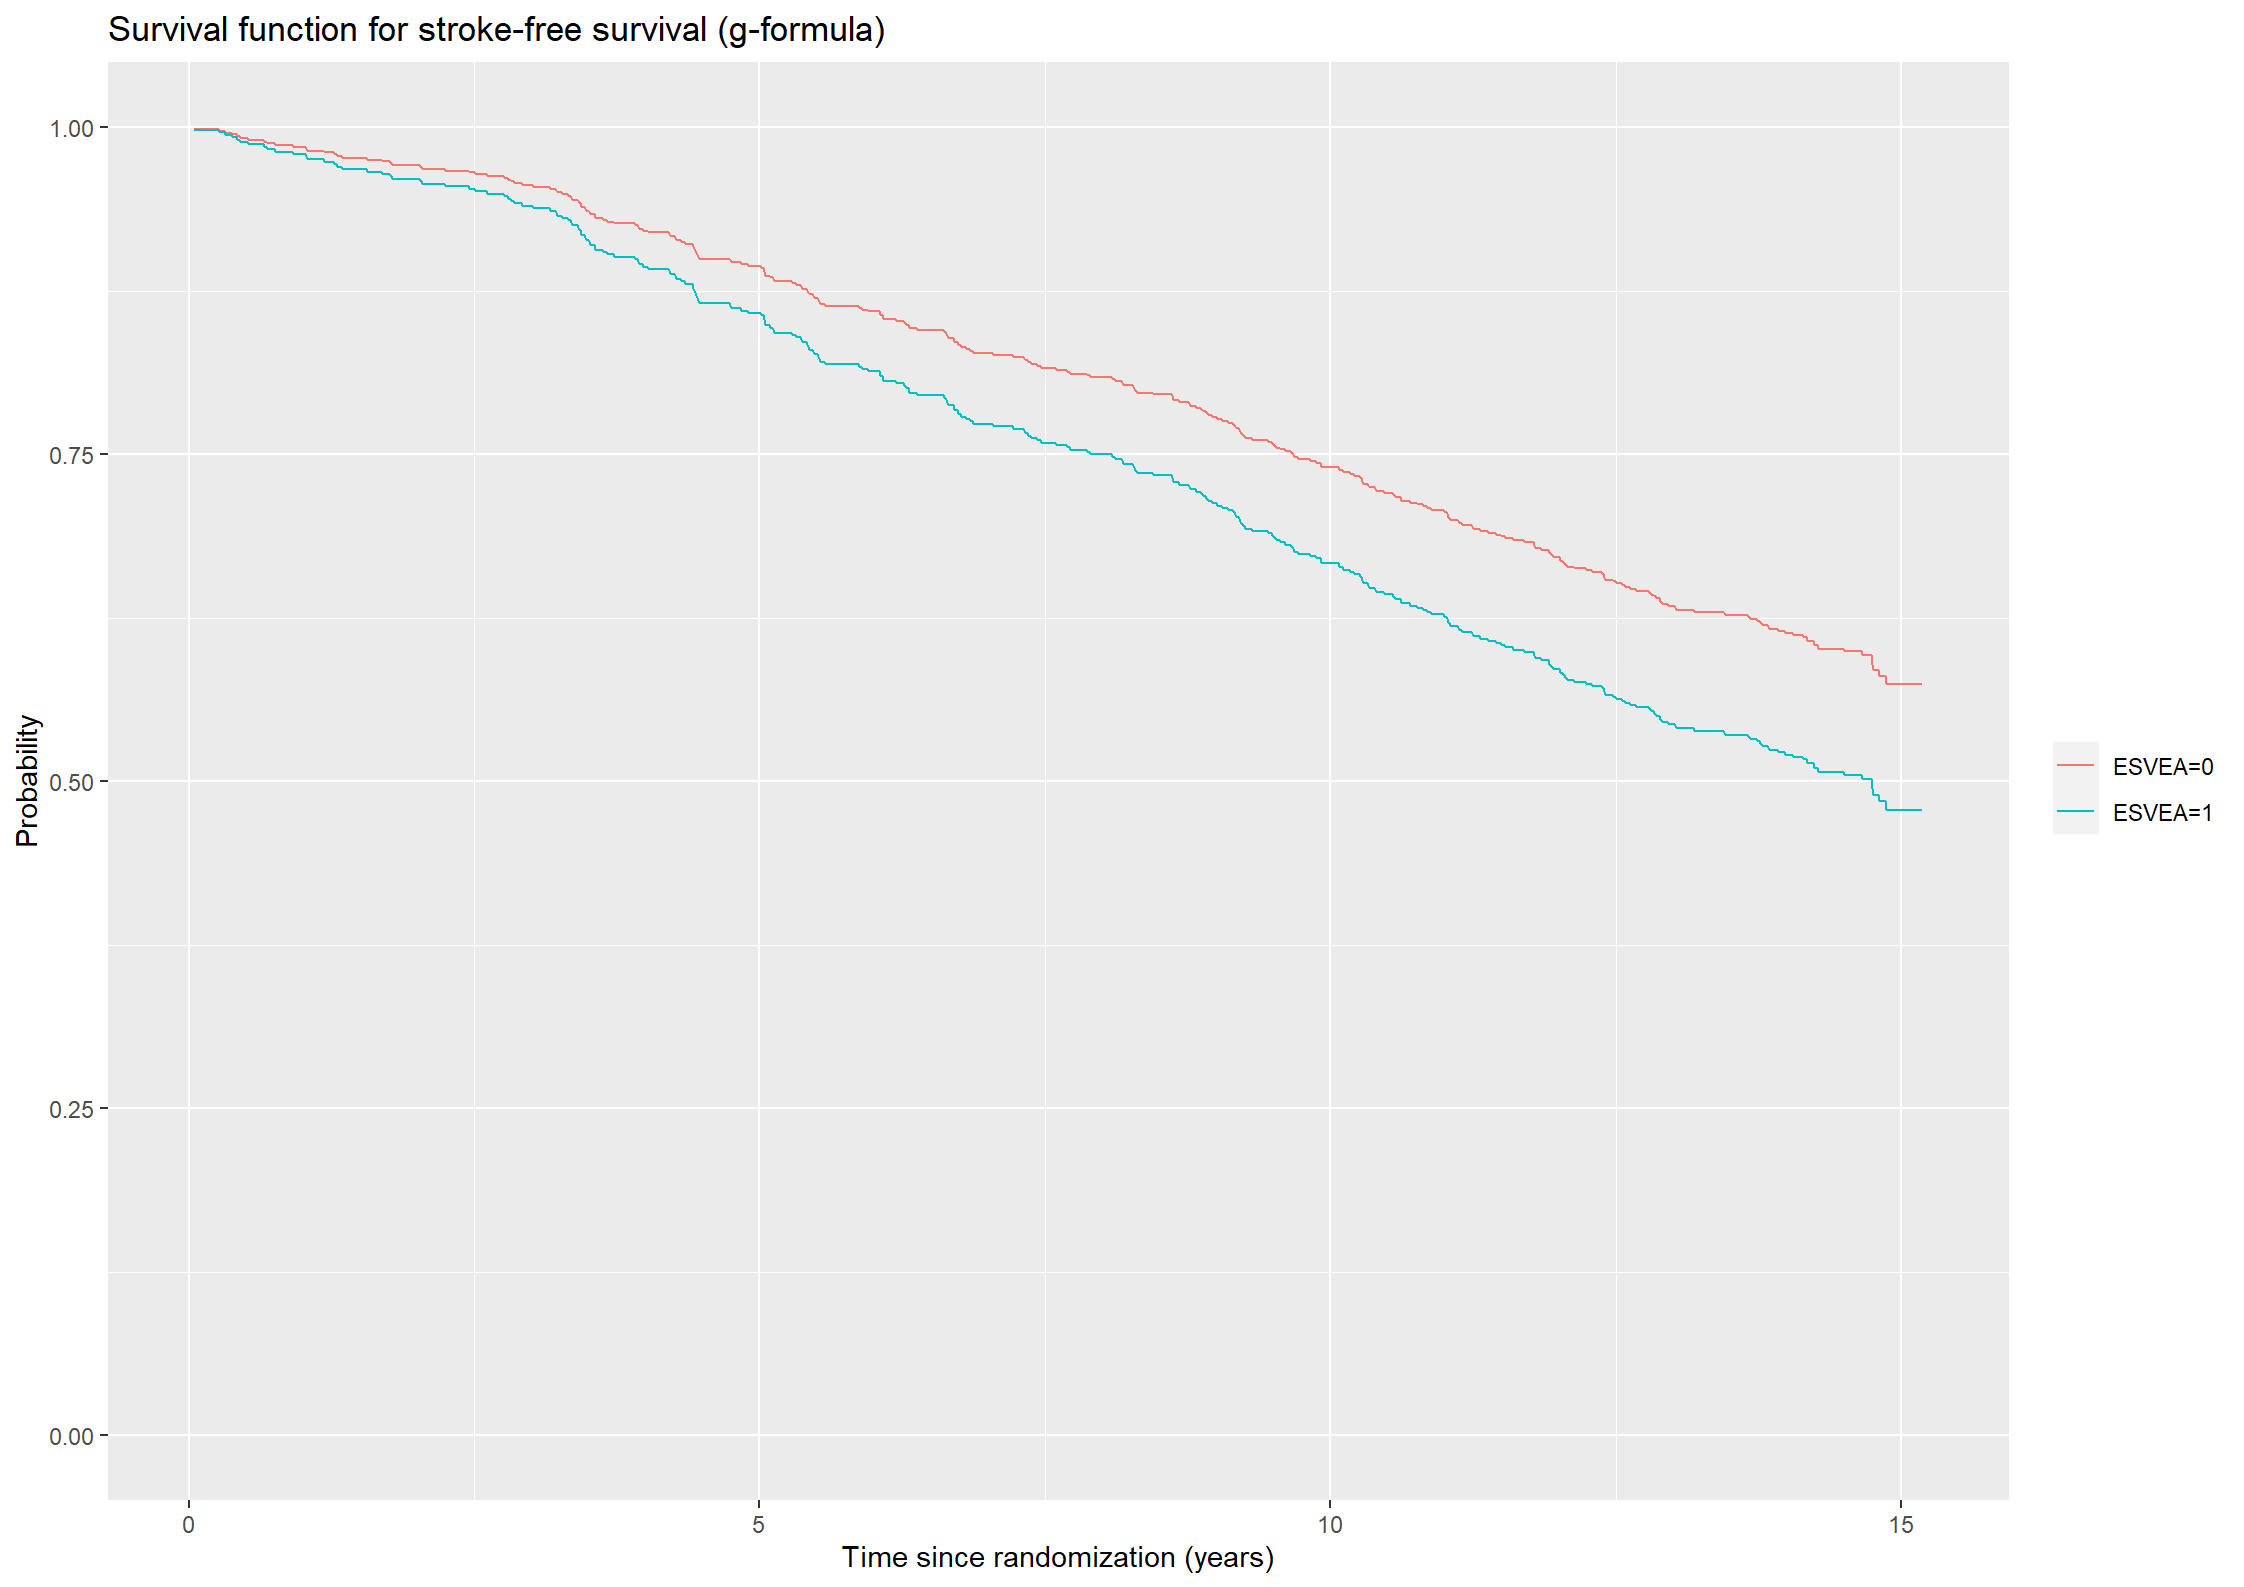 Survival function for stroke-free survival (g-formula)
1.00
0.75
0.50
0.25
0.00
Probability
0 5 10 15
Time since randomization (years)
ESVEA=0
ESVEA=1